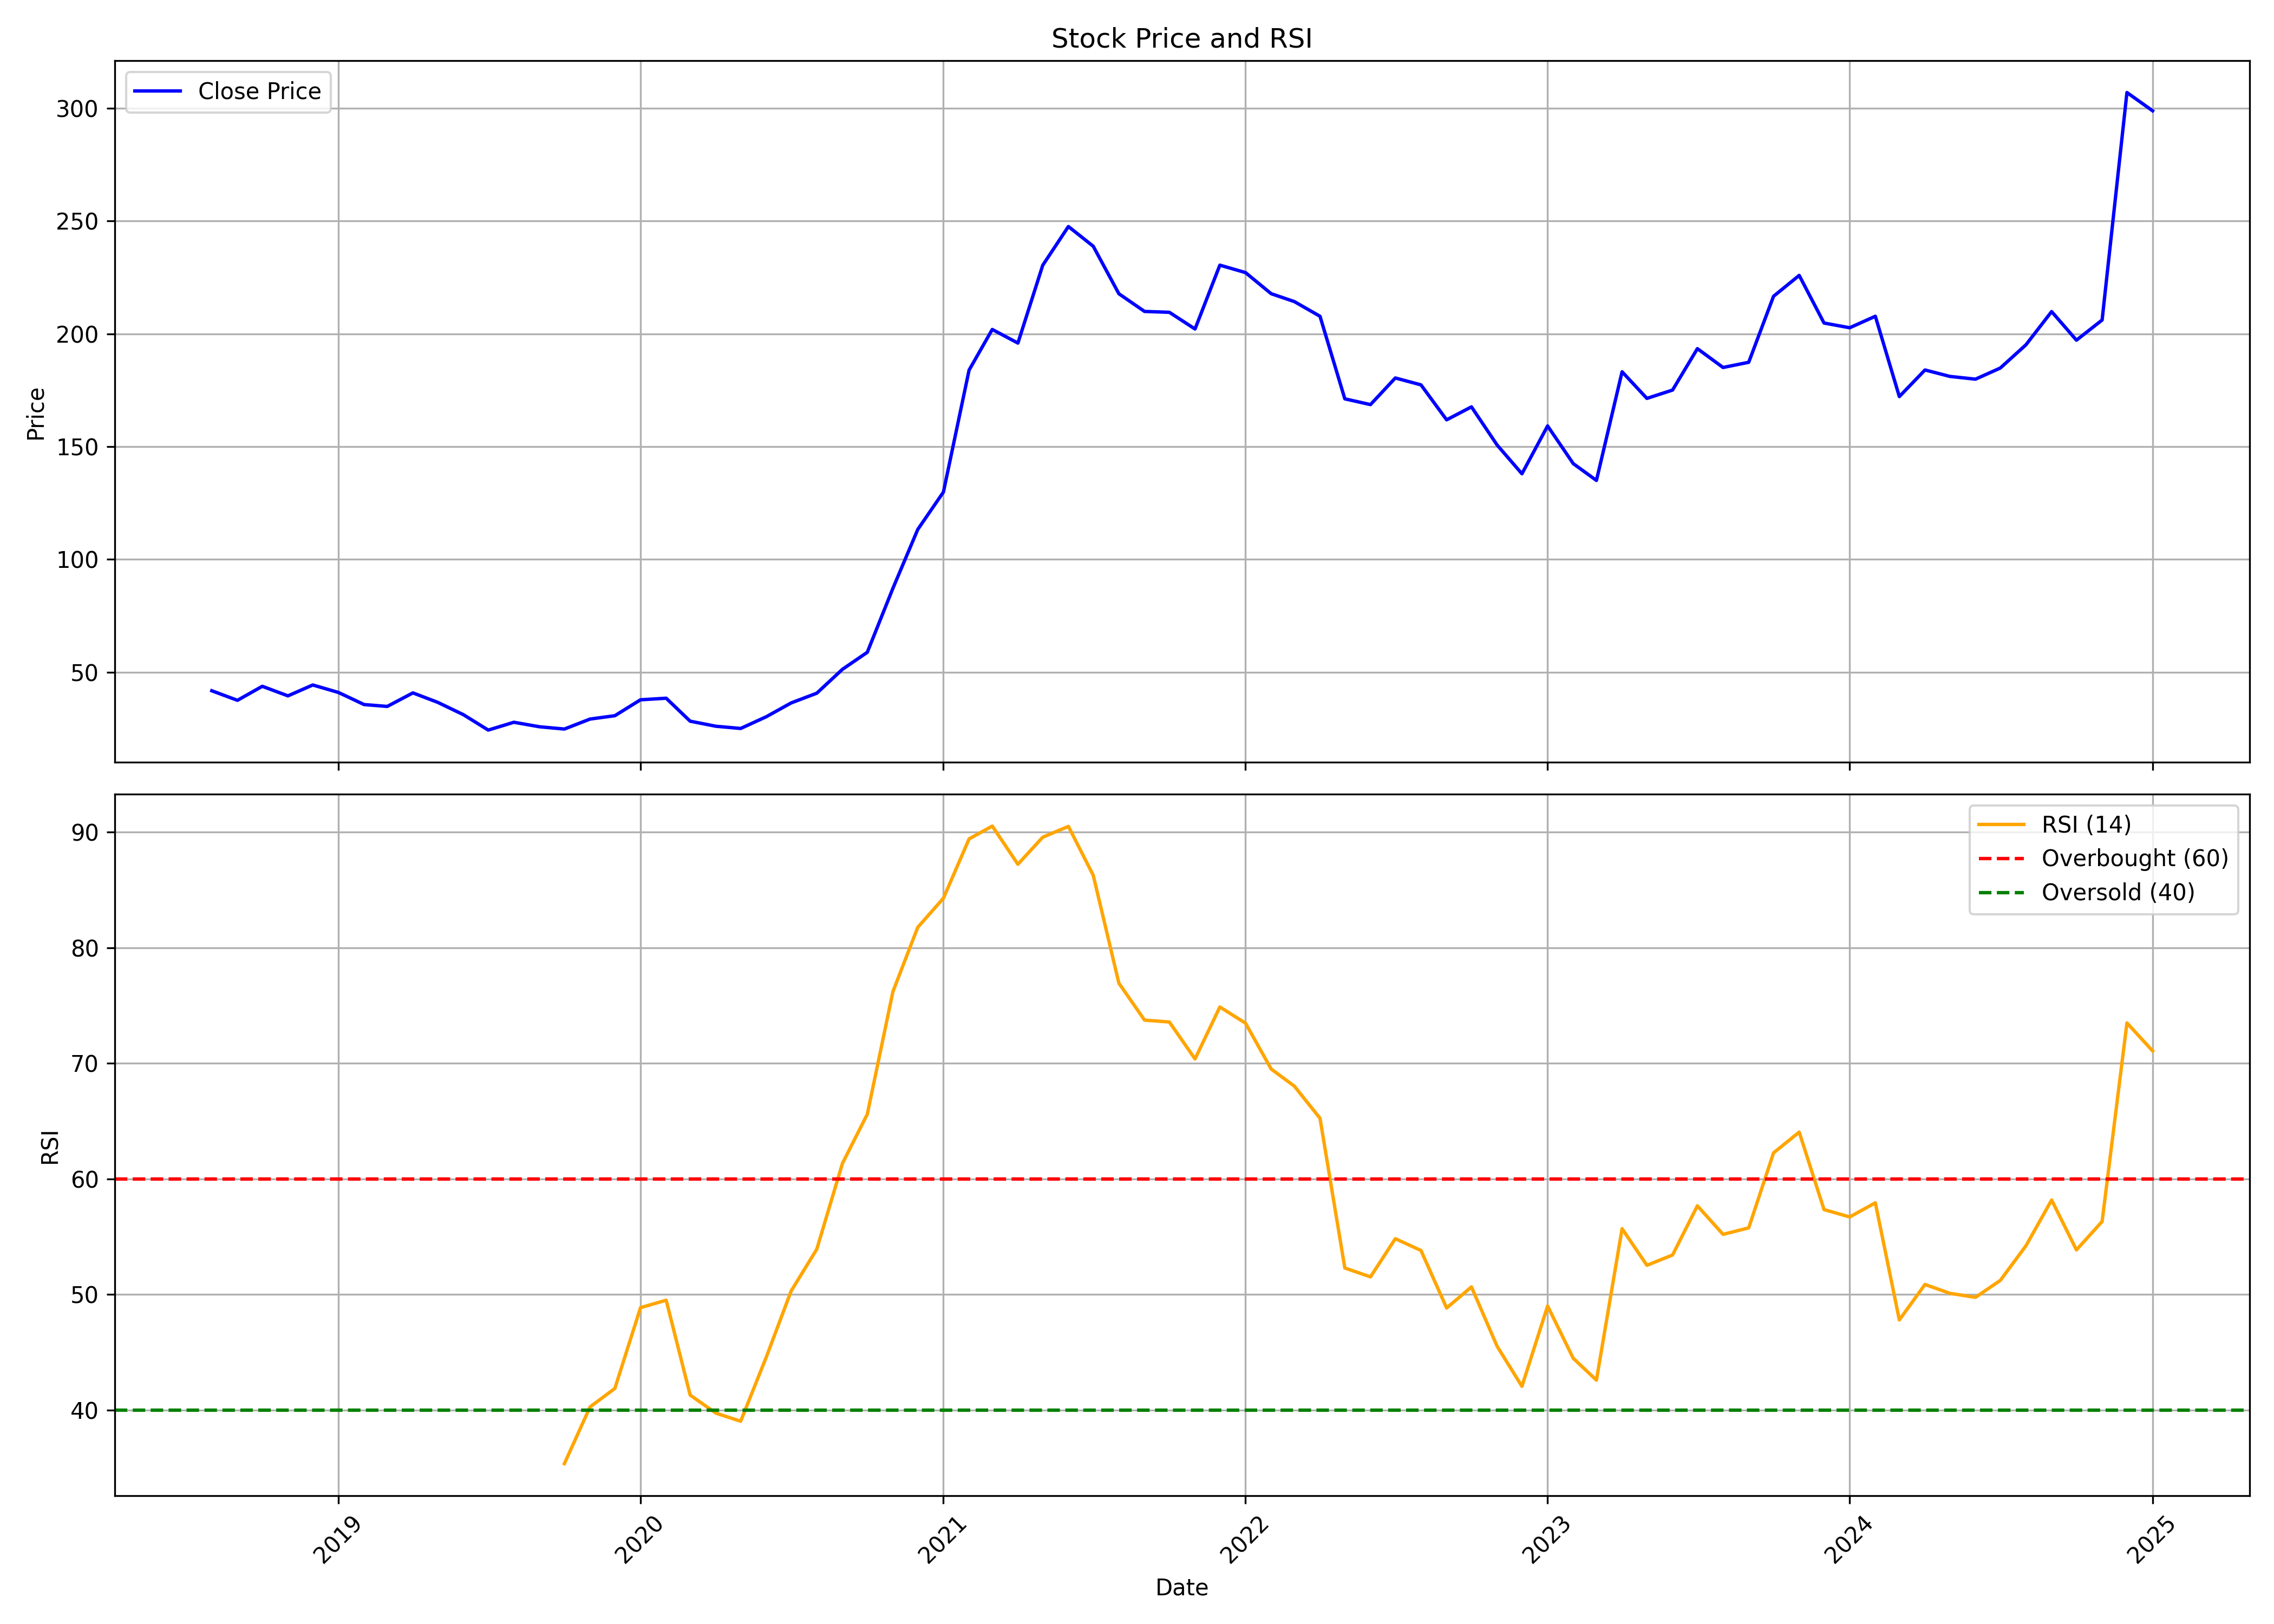 Stock Price and RSI
Close Price
300
250
200
150
100
50
Price
RSI (14)
Overbought (60)
Oversold (40)
90
80
70
60
50
40
RSI
2019
2020
2021
2022
2023
2024
2025
Date